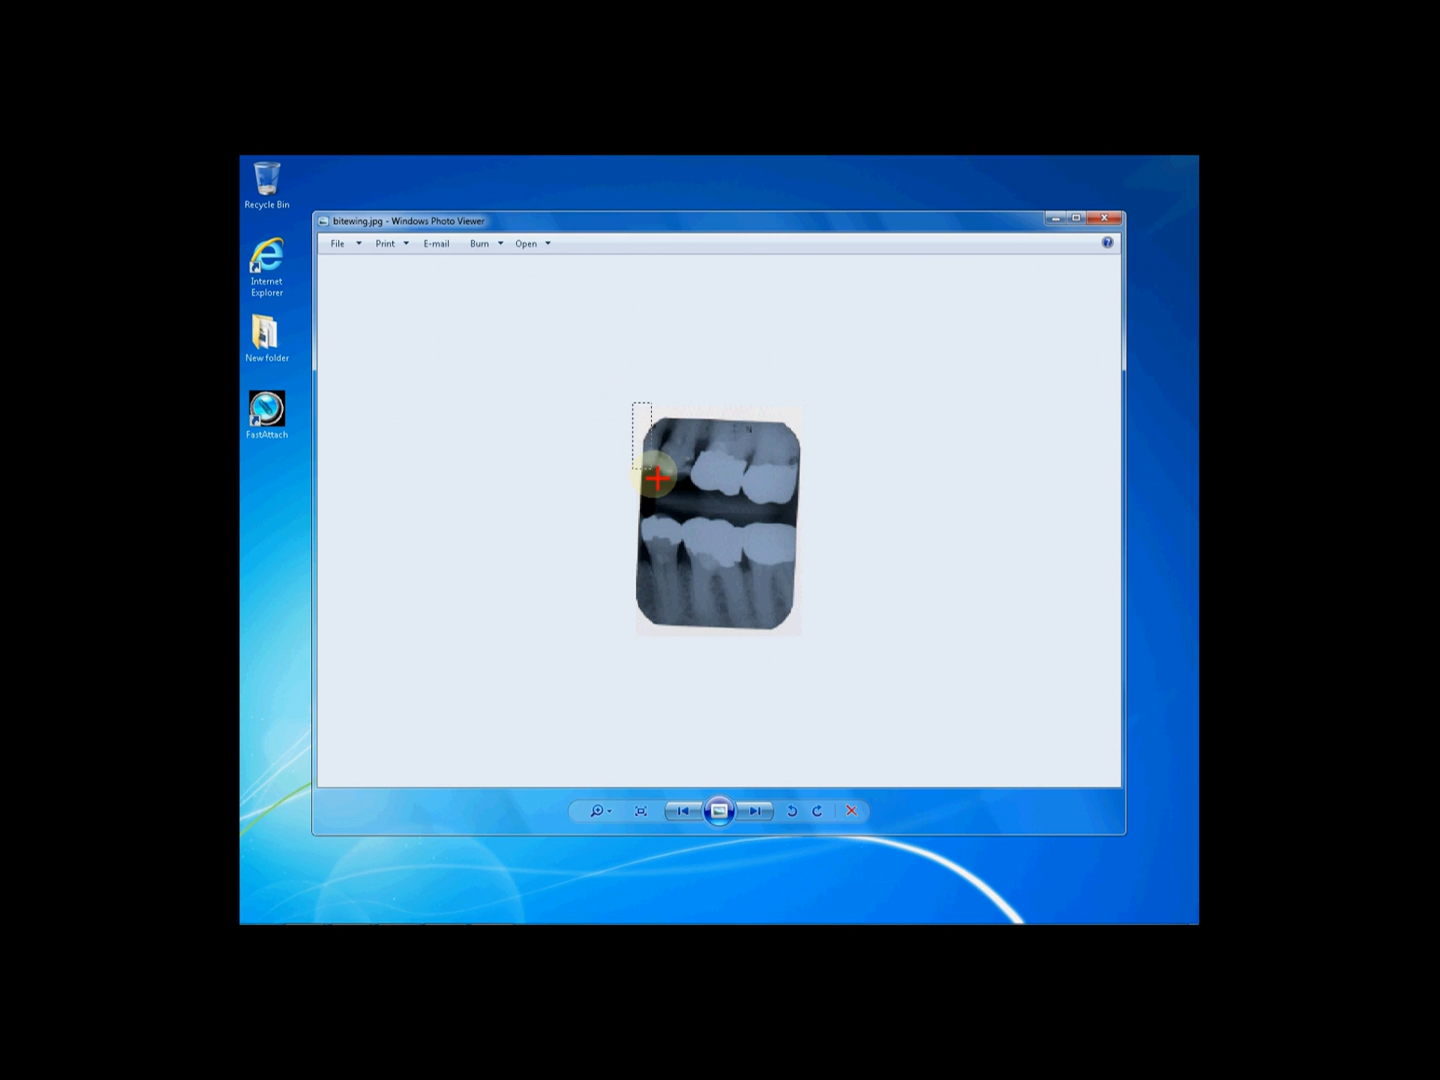 Recycle Bin
bitewing.jpg - Windows Photo Viewer
File Print E-mail Burn Open
Internet
Explorer
New folder
FastAttach